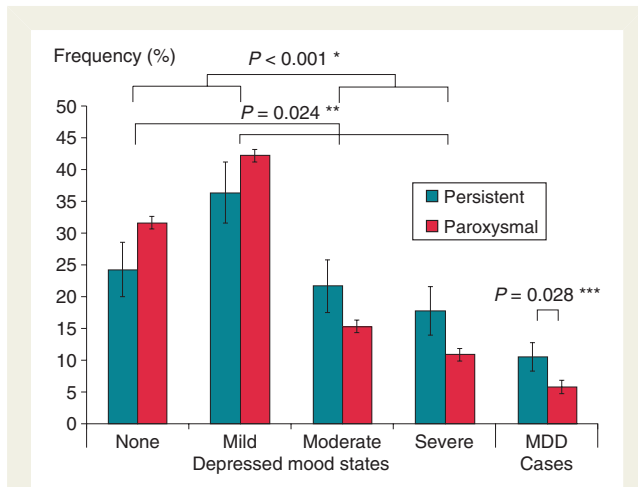 Frequency (%)
P < 0.001 *
P = 0.024 **
50
45
40
35
30
25
20
15
10
5
0
Persistent
Paroxysmal
P = 0.028 ***
None Mild Moderate Severe MDD
Depressed mood states Cases